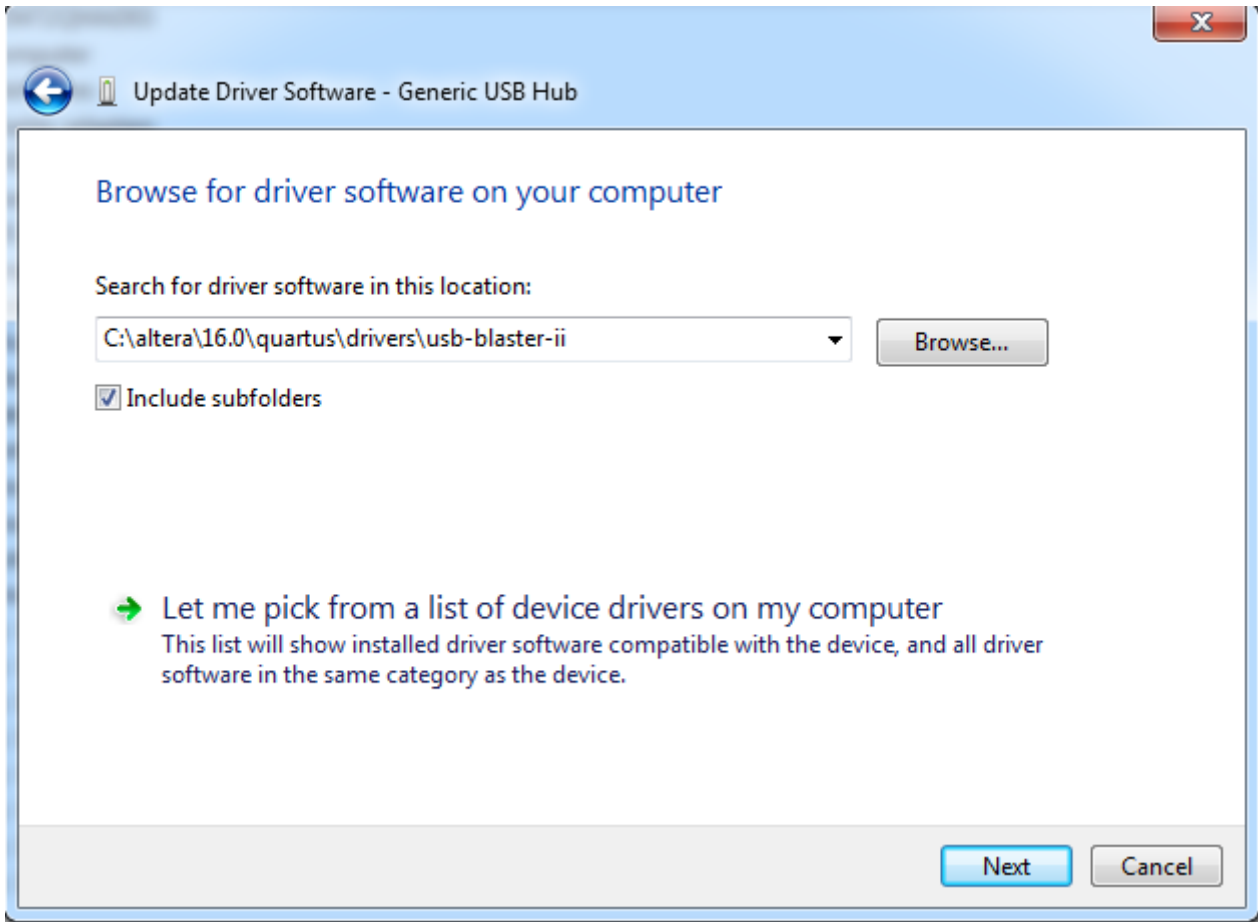 Update Driver Software - Generic USB Hub
Browse for driver software on your computer
Search for driver software in this location:
C:\altera\16.0\quartus\drivers\usb-blaster-ii
Browse...
Include subfolders
Let me pick from a list of device drivers on my computer
This list will show installed driver software compatible with the device, and all driver
software in the same category as the device.
Next
Cancel